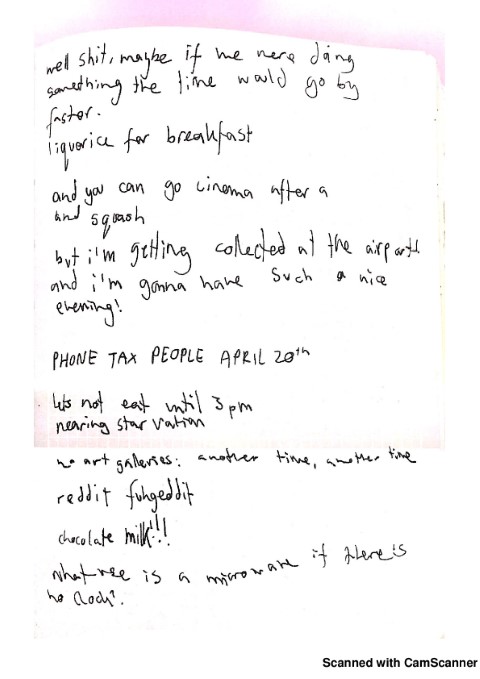 well shit, maybe if we were doing
something the time would go by
faster.
liquorice for breakfast
and you can go cinema after a
and squash
but i'm getting collected at the airport
and i'm gonna have such a nice
evening!
PHONE TAX PEOPLE APRIL 20th
lets not eat until 3pm
nearing starvation
no art galleries: another time, another time
reddit fuhgeddit
chocolate milk!!!
what use is a microwave if there is
no clock?
Scanned with CamScanner